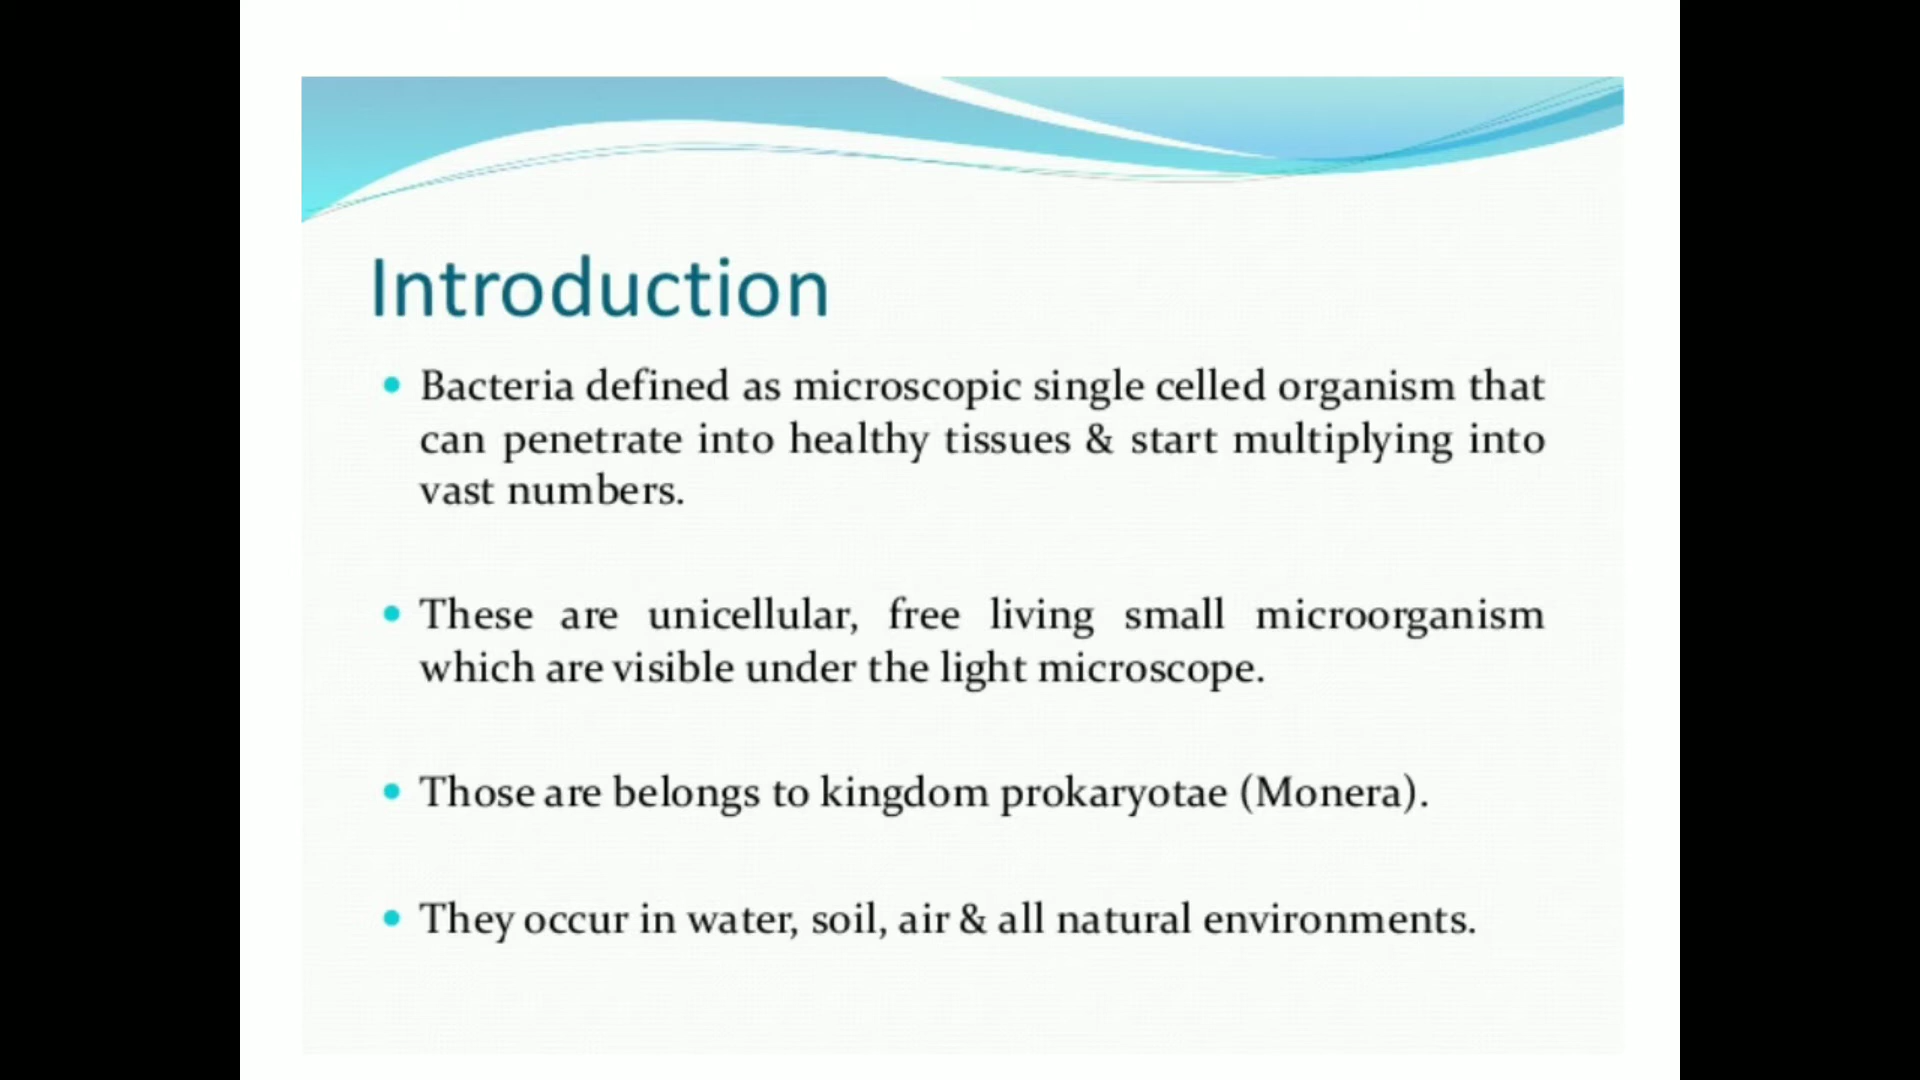 Introduction
• Bacteria defined as microscopic single celled organism that
can penetrate into healthy tissues & start multiplying into
vast numbers.
• These are unicellular, free living small microorganism
which are visible under the light microscope.
• Those are belongs to kingdom prokaryotae (Monera).
• They occur in water, soil, air & all natural environments.